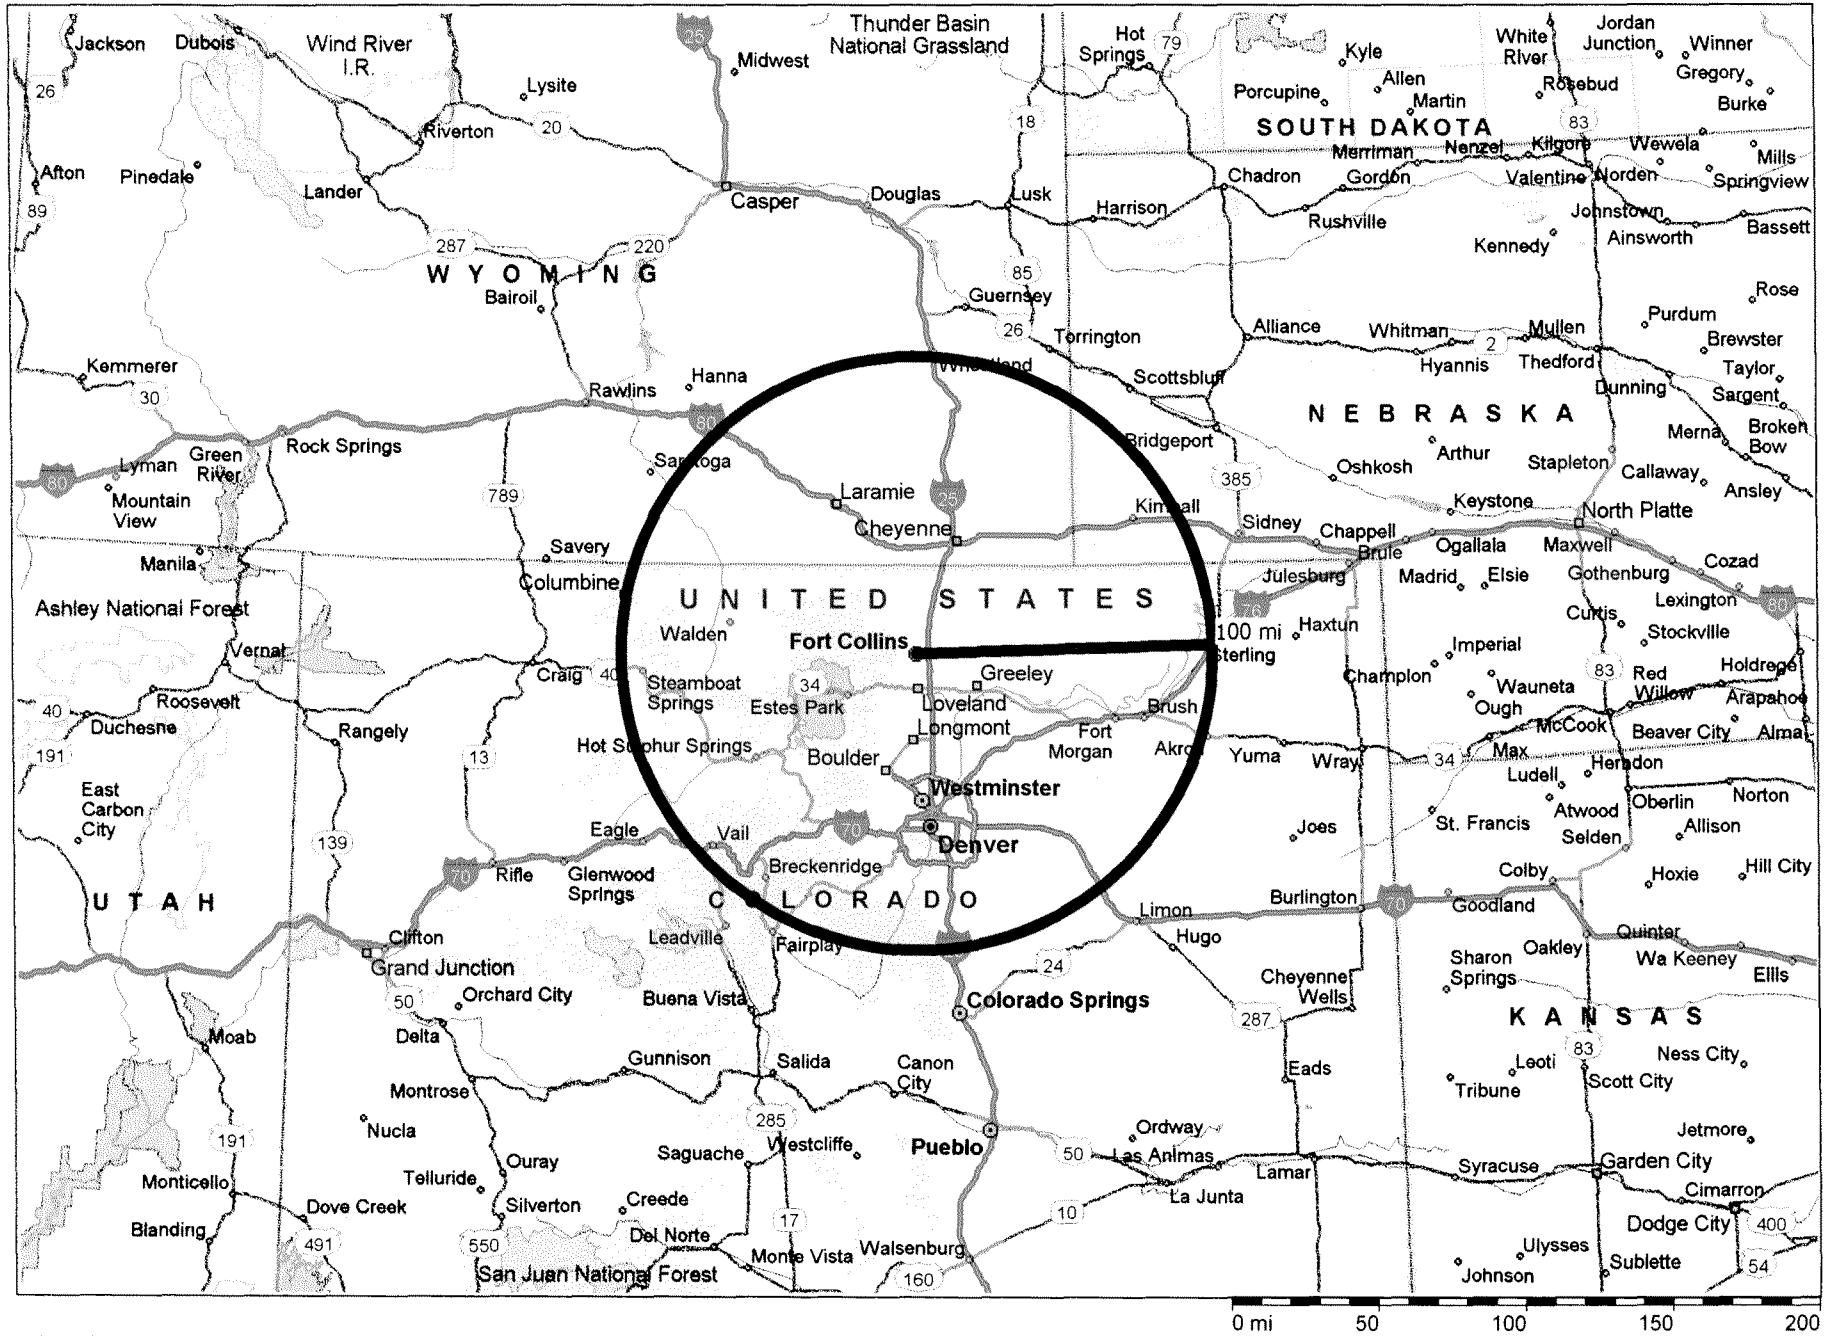 Jackson
Dubois
Wind River
I.R.
25
Midwest
Thunder Basin
National Grassland
Hot
Springs
79
Kyle
White
River
Jordan
Junction
Winner
Gregory
Burke
26
Lysite
Riverton
20
18
Porcupine
Allen
Martin
Rosebud
83
SOUTH DAKOTA
Merriman
Nenzel
Kilgore
Wewela
Mills
Afton
Pinedale
Lander
Casper
Douglas
Lusk
Harrison
Chadron
Gordon
Rushville
Valentine
Norden
Springview
89
287
220
WYOMING
Bairoil
85
Guernsey
26
Torrington
Kennedy
Johnstown
Ainsworth
Bassett
Rose
Purdum
Brewster
Alliance
Whitman
2
Mullen
Hyannis
Thedford
Dunning
Taylor
Sargent
Kemmerer
30
Rawlins
Hanna
80
Wheatland
Scottsbluff
NEBRASKA
Merna
Broken
Bow
Rock Springs
Green
River
Lyman
80
Mountain
View
Saratoga
Laramie
25
Cheyenne
Bridgeport
385
Oshkosh
Arthur
Stapleton
Callaway
Ansley
789
Kimball
Sidney
Chappell
Keystone
North Platte
Brule
Ogallala
Maxwell
Cozad
Manila
Savery
Columbine
Julesburg
Madrid
Elsie
Gothenburg
Lexington
80
76
Ashley National Forest
UNITED STATES
Walden
Fort Collins
100 mi
Sterling
Haxtun
Curtis
Stockville
Imperial
Champion
83
Red
Willow
Holdrege
Vernal
Craig
40
Steamboat
Springs
34
Estes Park
Greeley
Loveland
Longmont
Brush
Fort
Morgan
Akron
Wauneta
Ough
McCook
Arapahoe
Beaver City
Alma
40
Roosevelt
Duchesne
191
Rangely
13
Hot Sulphur Springs
Boulder
Westminster
Yuma
Wray
34
Max
Ludell
Herndon
East
Carbon
City
Atwood
Oberlin
Norton
139
Eagle
Vail
70
Denver
Joes
St. Francis
Selden
Allison
70
Rifle
Glenwood
Springs
Breckenridge
COLORADO
Colby
Hoxie
Hill City
UTAH
Burlington
70
Goodland
Clifton
Grand Junction
Leadville
Fairplay
Limon
Hugo
Quinter
Oakley
Wa Keeney
Ellis
50
Orchard City
Buena Vista
24
Colorado Springs
Cheyenne
Wells
Sharon
Springs
287
KANSAS
Moab
Delta
Gunnison
Salida
Canon
City
Eads
83
Leoti
Ness City
Tribune
Scott City
Montrose
Nucla
191
285
Saguache
Westcliffe
Pueblo
50
Ordway
Las Animas
Lamar
La Junta
Jetmore
Syracuse
Garden City
Cimarron
Monticello
Telluride
Ouray
Silverton
Creede
Dove Creek
Blanding
491
550
Del Norte
17
Monte Vista
Walsenburg
10
160
San Juan National Forest
Dodge City
400
Ulysses
Johnson
Sublette
54
0 mi 50 100 150 200